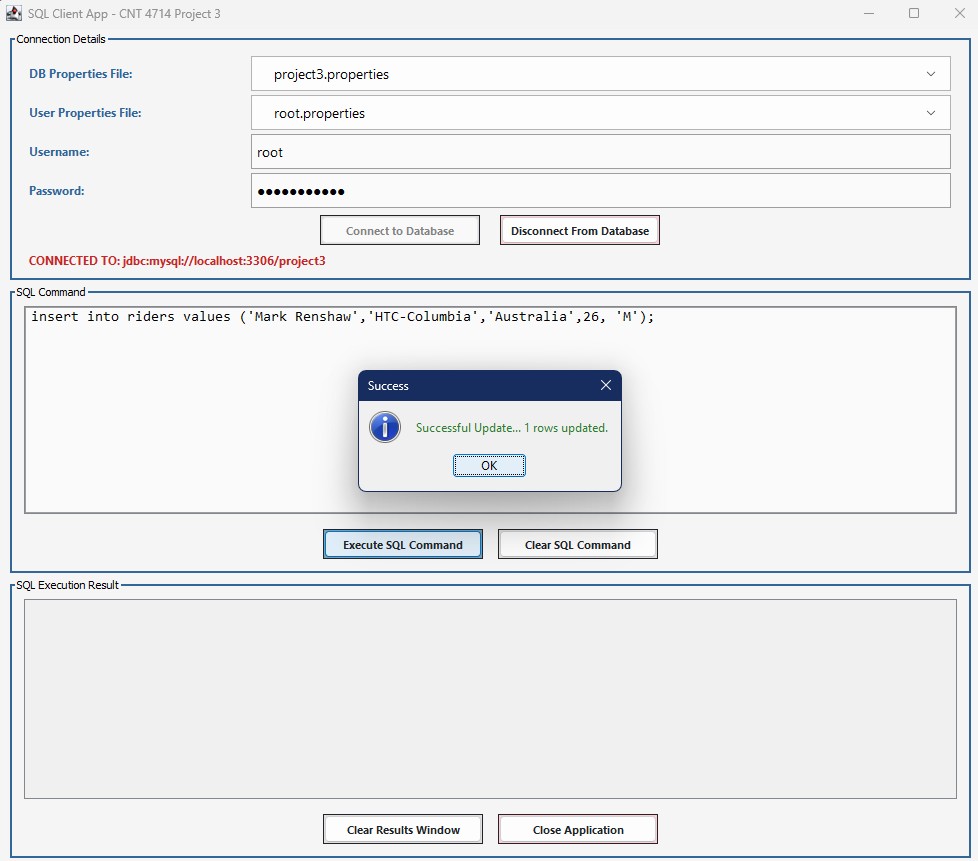 SQL Client App - CNT 4714 Project 3
Connection Details
DB Properties File: project3.properties
User Properties File: root.properties
Username: root
Password: ●●●●●●●●●●●
Connect to Database Disconnect From Database
CONNECTED TO: jdbc:mysql://localhost:3306/project3
SQL Command
insert into riders values ('Mark Renshaw','HTC-Columbia','Australia',26, 'M');
Success
Successful Update... 1 rows updated.
OK
Execute SQL Command Clear SQL Command
SQL Execution Result
Clear Results Window Close Application